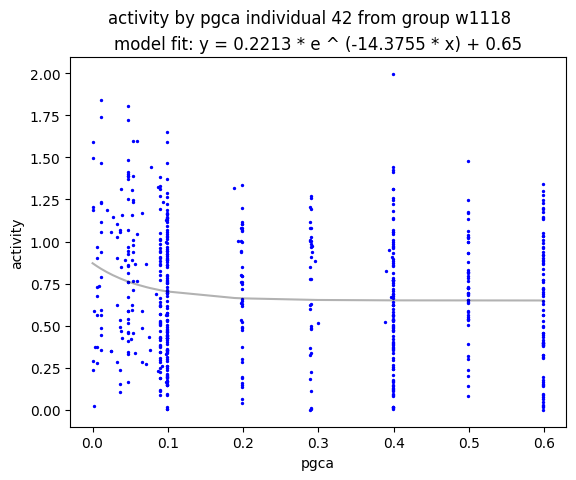 activity by pgca individual 42 from group w1118
model fit: y = 0.2213 * e ^ (-14.3755 * x) + 0.65
2.00
1.75
1.50
1.25
1.00
0.75
0.50
0.25
0.00
activity
0.0 0.1 0.2 0.3 0.4 0.5 0.6
pgca